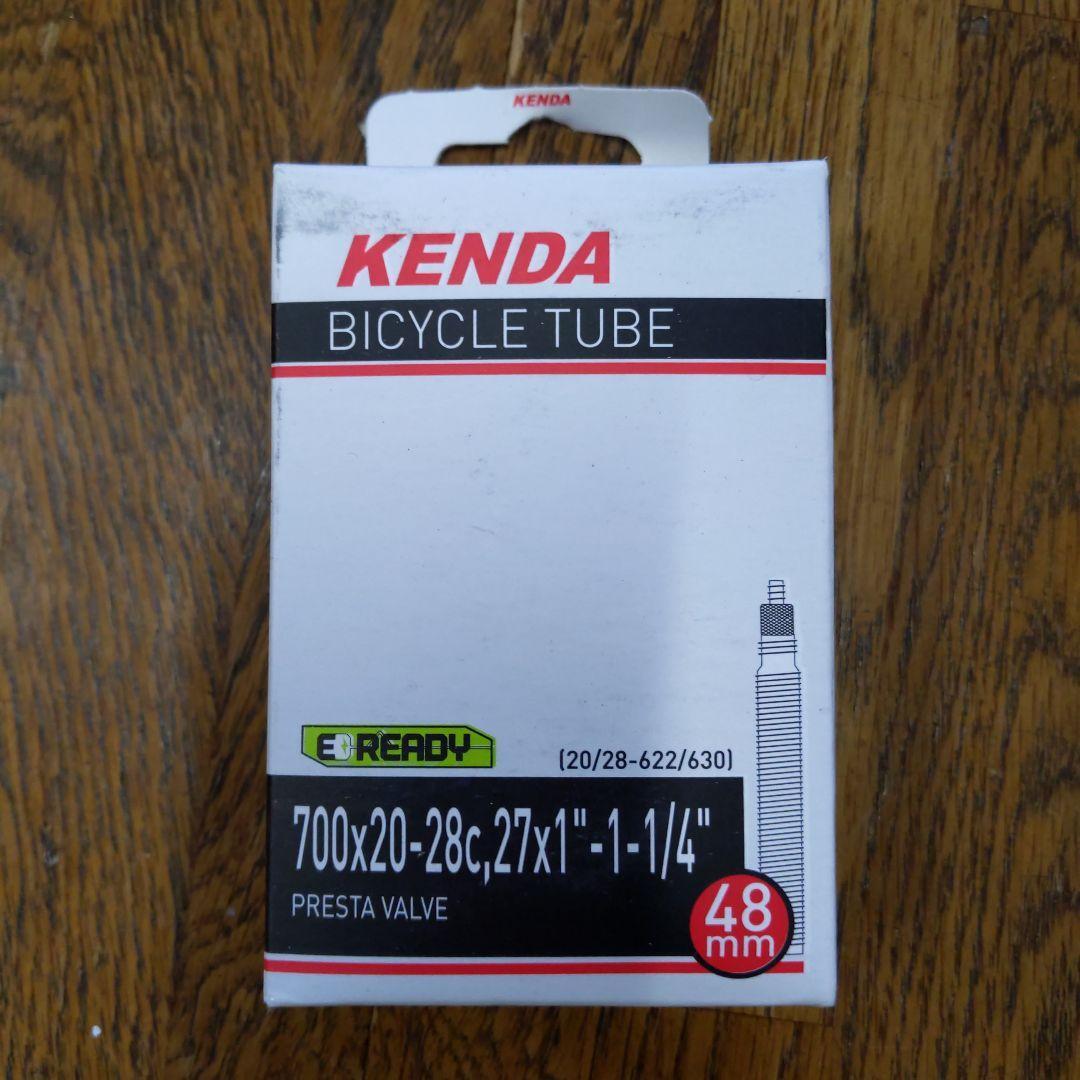 KENDA
KENDA
BICYCLE TUBE
E READY
(20/28-622/630)
700x20-28c,27x1"-1-1/4"
PRESTA VALVE
48
mm